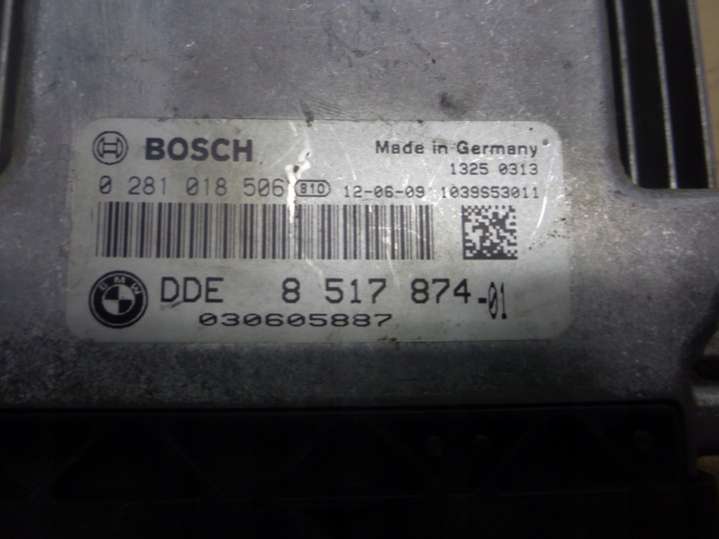 BOSCH Made in Germany
1325 0313
0 281 018 506 810 12-06-09 1039S53011
BMW DDE 8 517 874-01
030605887